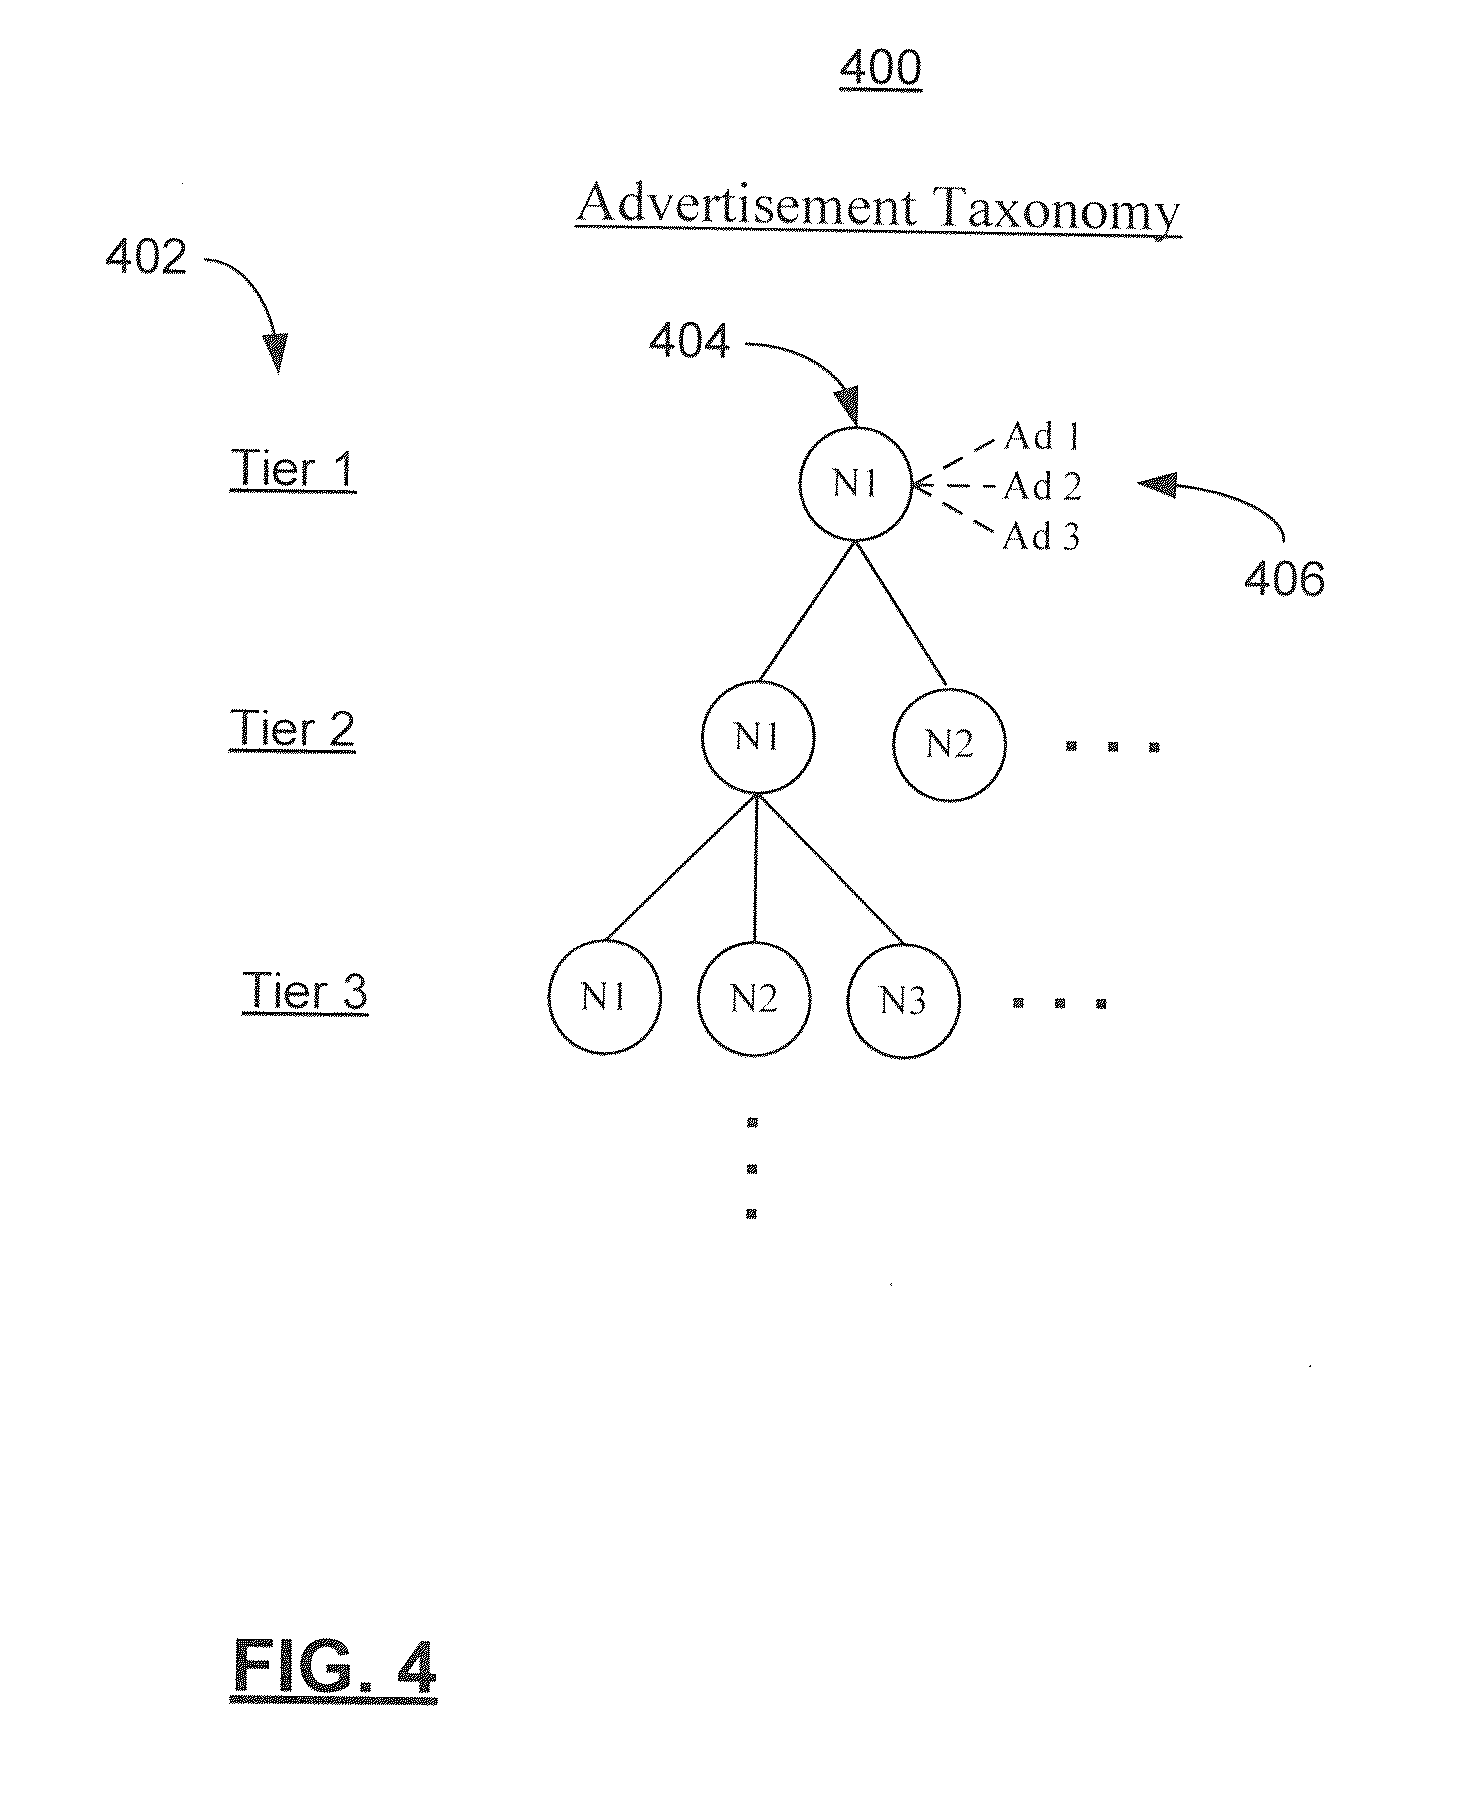 400
Advertisement Taxonomy
402
404
Tier 1
N1
Ad 1
Ad 2
Ad 3
406
Tier 2
N1
N2
. . .
Tier 3
N1
N2
N3
. . .
FIG. 4